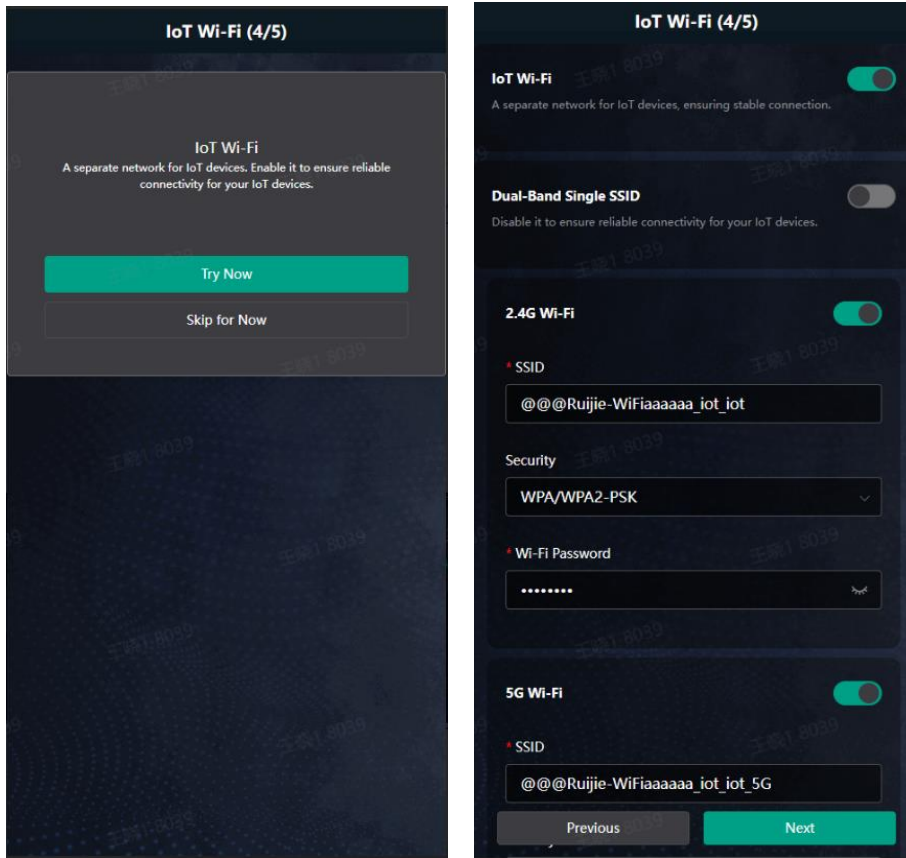 IoT Wi-Fi (4/5)
IoT Wi-Fi
A separate network for IoT devices. Enable it to ensure reliable
connectivity for your IoT devices.
Try Now
Skip for Now
IoT Wi-Fi (4/5)
IoT Wi-Fi
A separate network for IoT devices, ensuring stable connection.
Dual-Band Single SSID
Disable it to ensure reliable connectivity for your IoT devices.
2.4G Wi-Fi
* SSID
@@@Ruijie-WiFiaaaaaa_iot_iot
Security
WPA/WPA2-PSK
* Wi-Fi Password
••••••••
5G Wi-Fi
* SSID
@@@Ruijie-WiFiaaaaaa_iot_iot_5G
Previous
Next